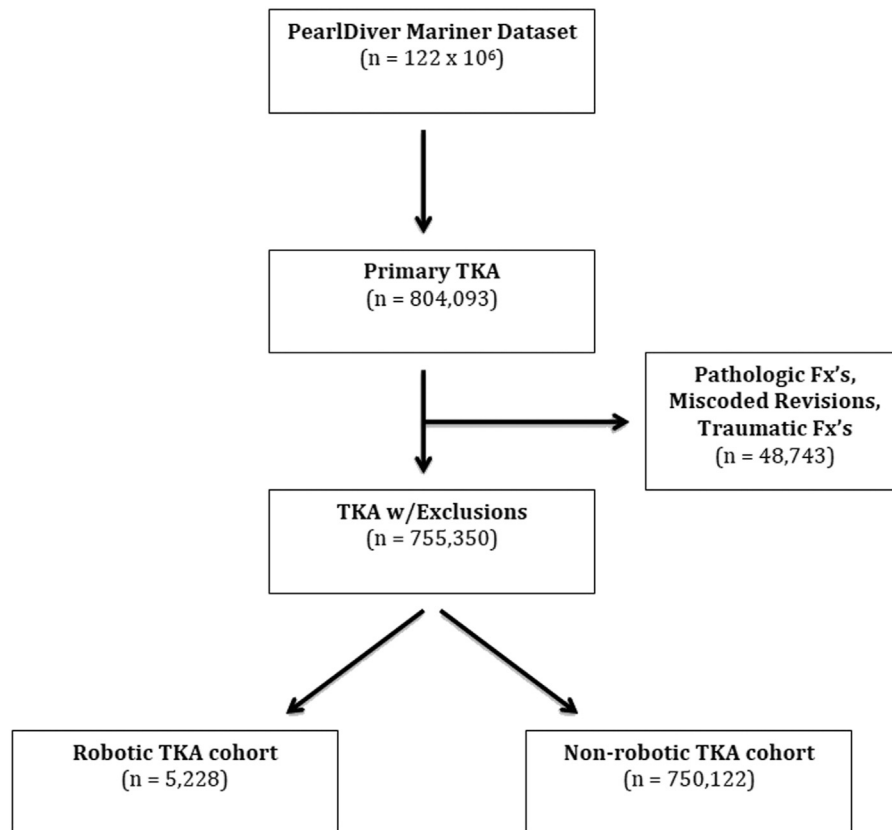 PearlDiver Mariner Dataset
(n = 122 x 10⁶)
Primary TKA
(n = 804,093)
Pathologic Fx's,
Miscoded Revisions,
Traumatic Fx's
(n = 48,743)
TKA w/Exclusions
(n = 755,350)
Robotic TKA cohort
(n = 5,228)
Non-robotic TKA cohort
(n = 750,122)